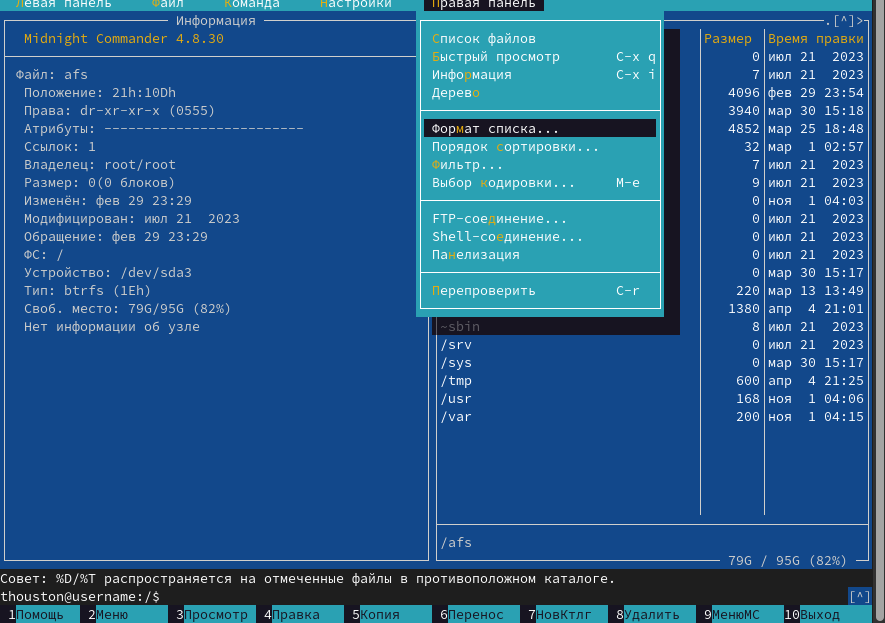 Левая панель Файл Команда Настройки Правая панель
Информация .[^]>
Midnight Commander 4.8.30
Файл: afs
Положение: 21h:10Dh
Права: dr-xr-xr-x (0555)
Атрибуты: -------------------------
Ссылок: 1
Владелец: root/root
Размер: 0(0 блоков)
Изменён: фев 29 23:29
Модифицирован: июл 21  2023
Обращение: фев 29 23:29
ФС: /
Устройство: /dev/sda3
Тип: btrfs (1Eh)
Своб. место: 79G/95G (82%)
Нет информации об узле
Список файлов
Быстрый просмотр C-x q
Информация C-x i
Дерево
Формат списка...
Порядок сортировки...
Фильтр...
Выбор кодировки... M-e
FTP-соединение...
Shell-соединение...
Панелизация
Перепроверить C-r
Размер Время правки
0 июл 21  2023
7 июл 21  2023
4096 фев 29 23:54
3940 мар 30 15:18
4852 мар 25 18:48
32 мар  1 02:57
7 июл 21  2023
9 июл 21  2023
0 ноя  1 04:03
0 июл 21  2023
0 июл 21  2023
0 июл 21  2023
0 мар 30 15:17
220 мар 13 13:49
1380 апр  4 21:01
~sbin 8 июл 21  2023
/srv 0 июл 21  2023
/sys 0 мар 30 15:17
/tmp 600 апр  4 21:25
/usr 168 ноя  1 04:06
/var 200 ноя  1 04:15
/afs
79G / 95G (82%)
Совет: %D/%T распространяется на отмеченные файлы в противоположном каталоге.
thouston@username:/$ [^]
1Помощь 2Меню 3Просмотр 4Правка 5Копия 6Перенос 7НовКтлг 8Удалить 9МенюMC 10Выход